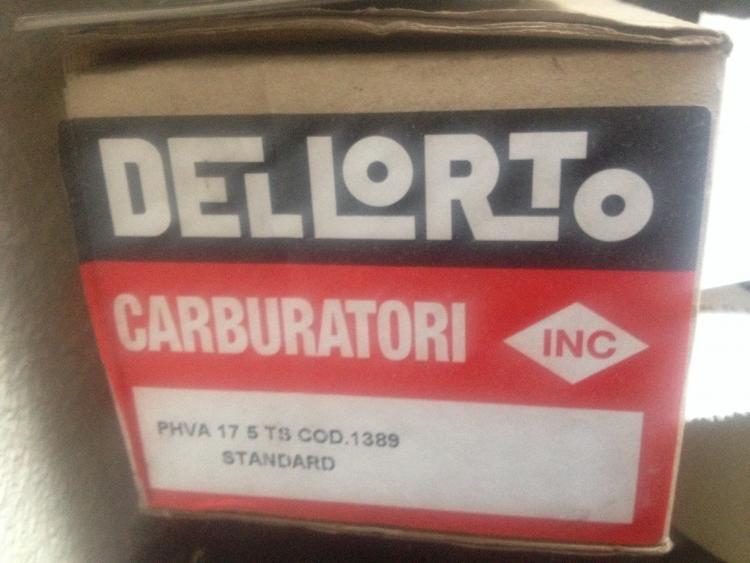 DELLORTO
CARBURATORI
INC
PHVA 17 5 TS COD.1389
STANDARD